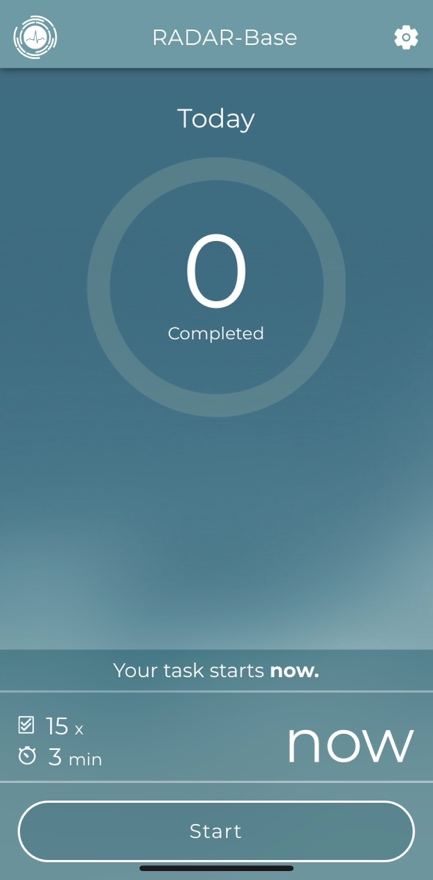 RADAR-Base
Today
0
Completed
Your task starts now.
15 x
3 min
now
Start